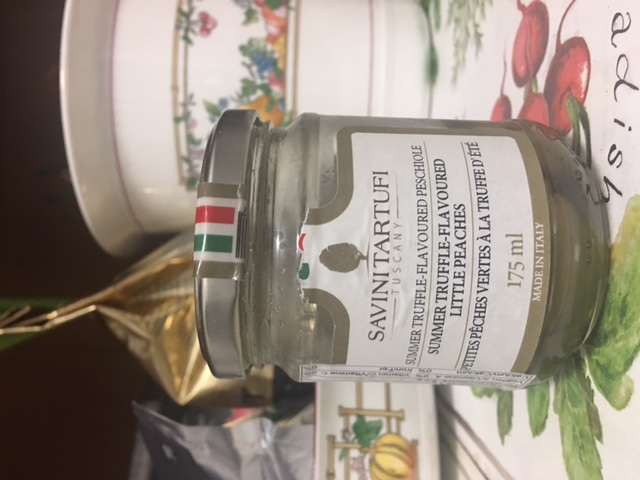 SAVINI TARTUFI
TUSCANY
SUMMER TRUFFLE-FLAVOURED PESCHIOLE
SUMMER TRUFFLE-FLAVOURED
LITTLE PEACHES
PETITES PÊCHES VERTES À LA TRUFFE D'ÉTÉ
175 ml
MADE IN ITALY
adish